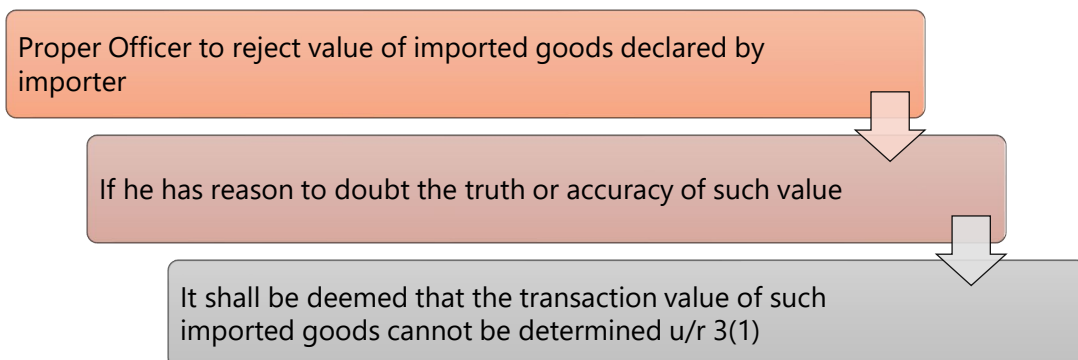 Proper Officer to reject value of imported goods declared by
importer
If he has reason to doubt the truth or accuracy of such value
It shall be deemed that the transaction value of such
imported goods cannot be determined u/r 3(1)